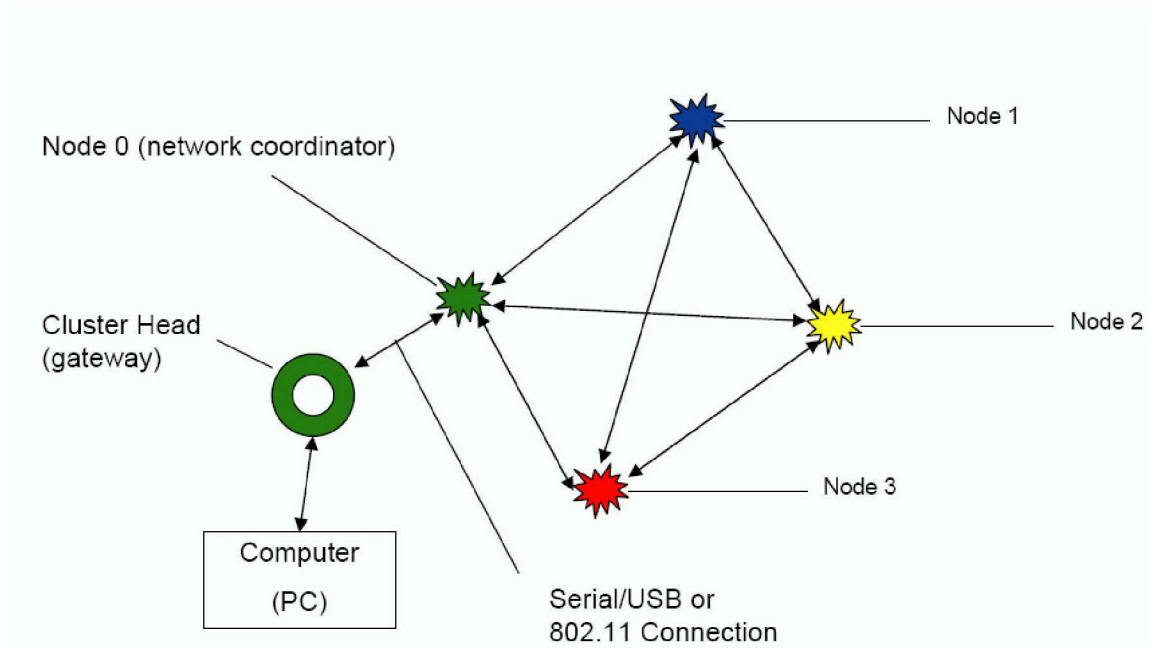 Node 1
Node 0 (network coordinator)
Cluster Head
(gateway)
Node 2
Node 3
Computer
(PC)
Serial/USB or
802.11 Connection